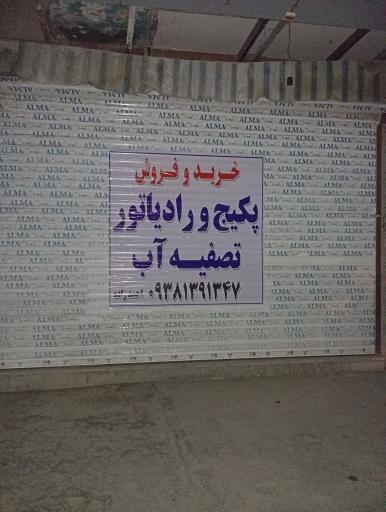 خرید و فروش
پکیج و رادیاتور
تصفیه آب
۰۹۳۸۱۳۹۱۳۴۷
ALMA